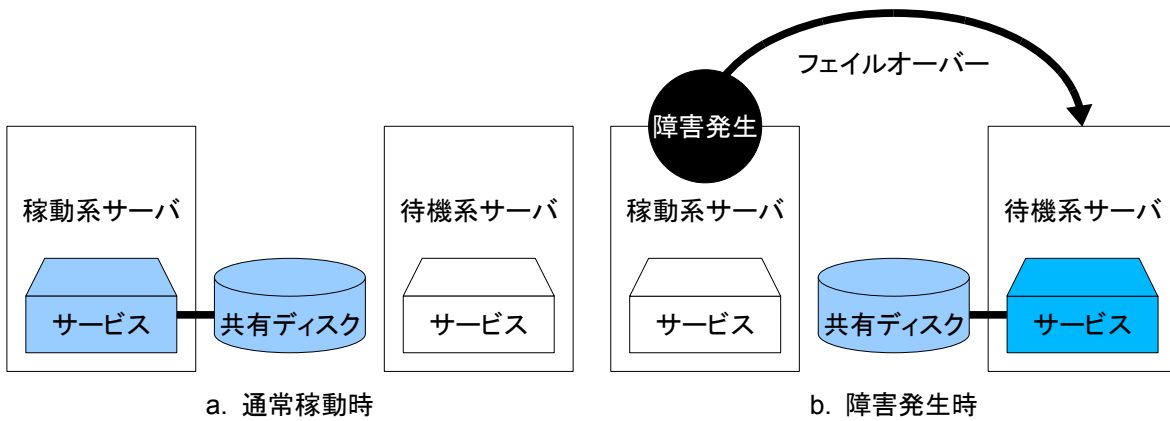 稼動系サーバ
サービス
共有ディスク
待機系サーバ
サービス
a. 通常稼動時
フェイルオーバー
障害発生
稼動系サーバ
サービス
共有ディスク
待機系サーバ
サービス
b. 障害発生時